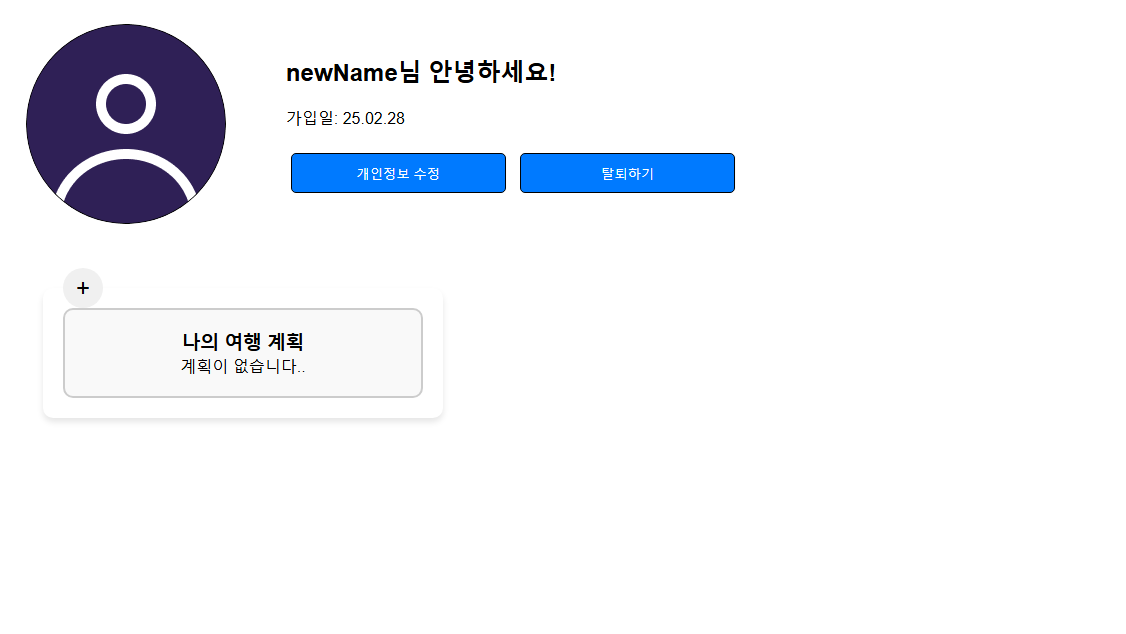 newName님 안녕하세요!
가입일: 25.02.28
개인정보 수정
탈퇴하기
+
나의 여행 계획
계획이 없습니다..